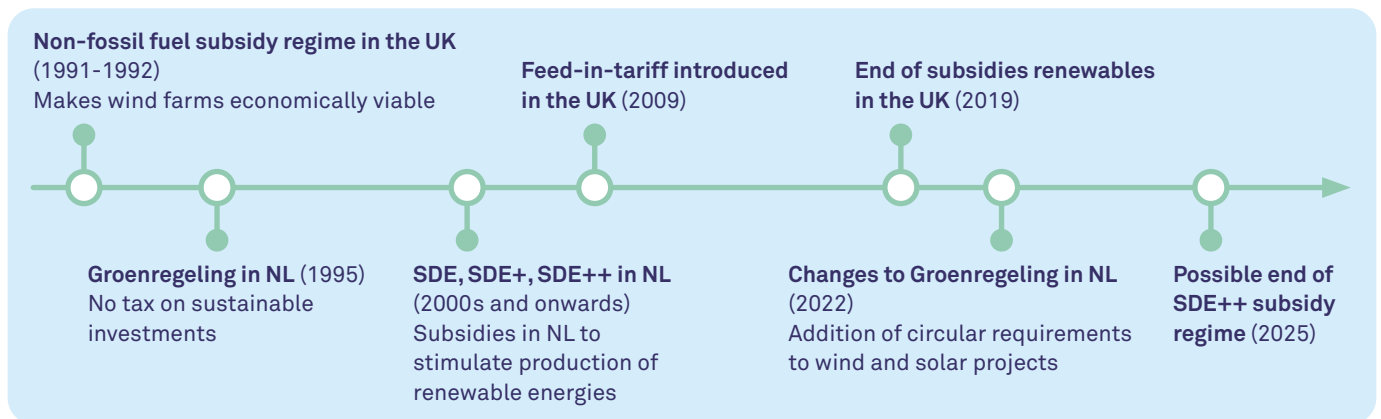 Non-fossil fuel subsidy regime in the UK
(1991-1992)
Makes wind farms economically viable
Feed-in-tariff introduced
in the UK (2009)
End of subsidies renewables
in the UK (2019)
Groenregeling in NL (1995)
No tax on sustainable
investments
SDE, SDE+, SDE++ in NL
(2000s and onwards)
Subsidies in NL to
stimulate production of
renewable energies
Changes to Groenregeling in NL
(2022)
Addition of circular requirements
to wind and solar projects
Possible end of
SDE++ subsidy
regime (2025)